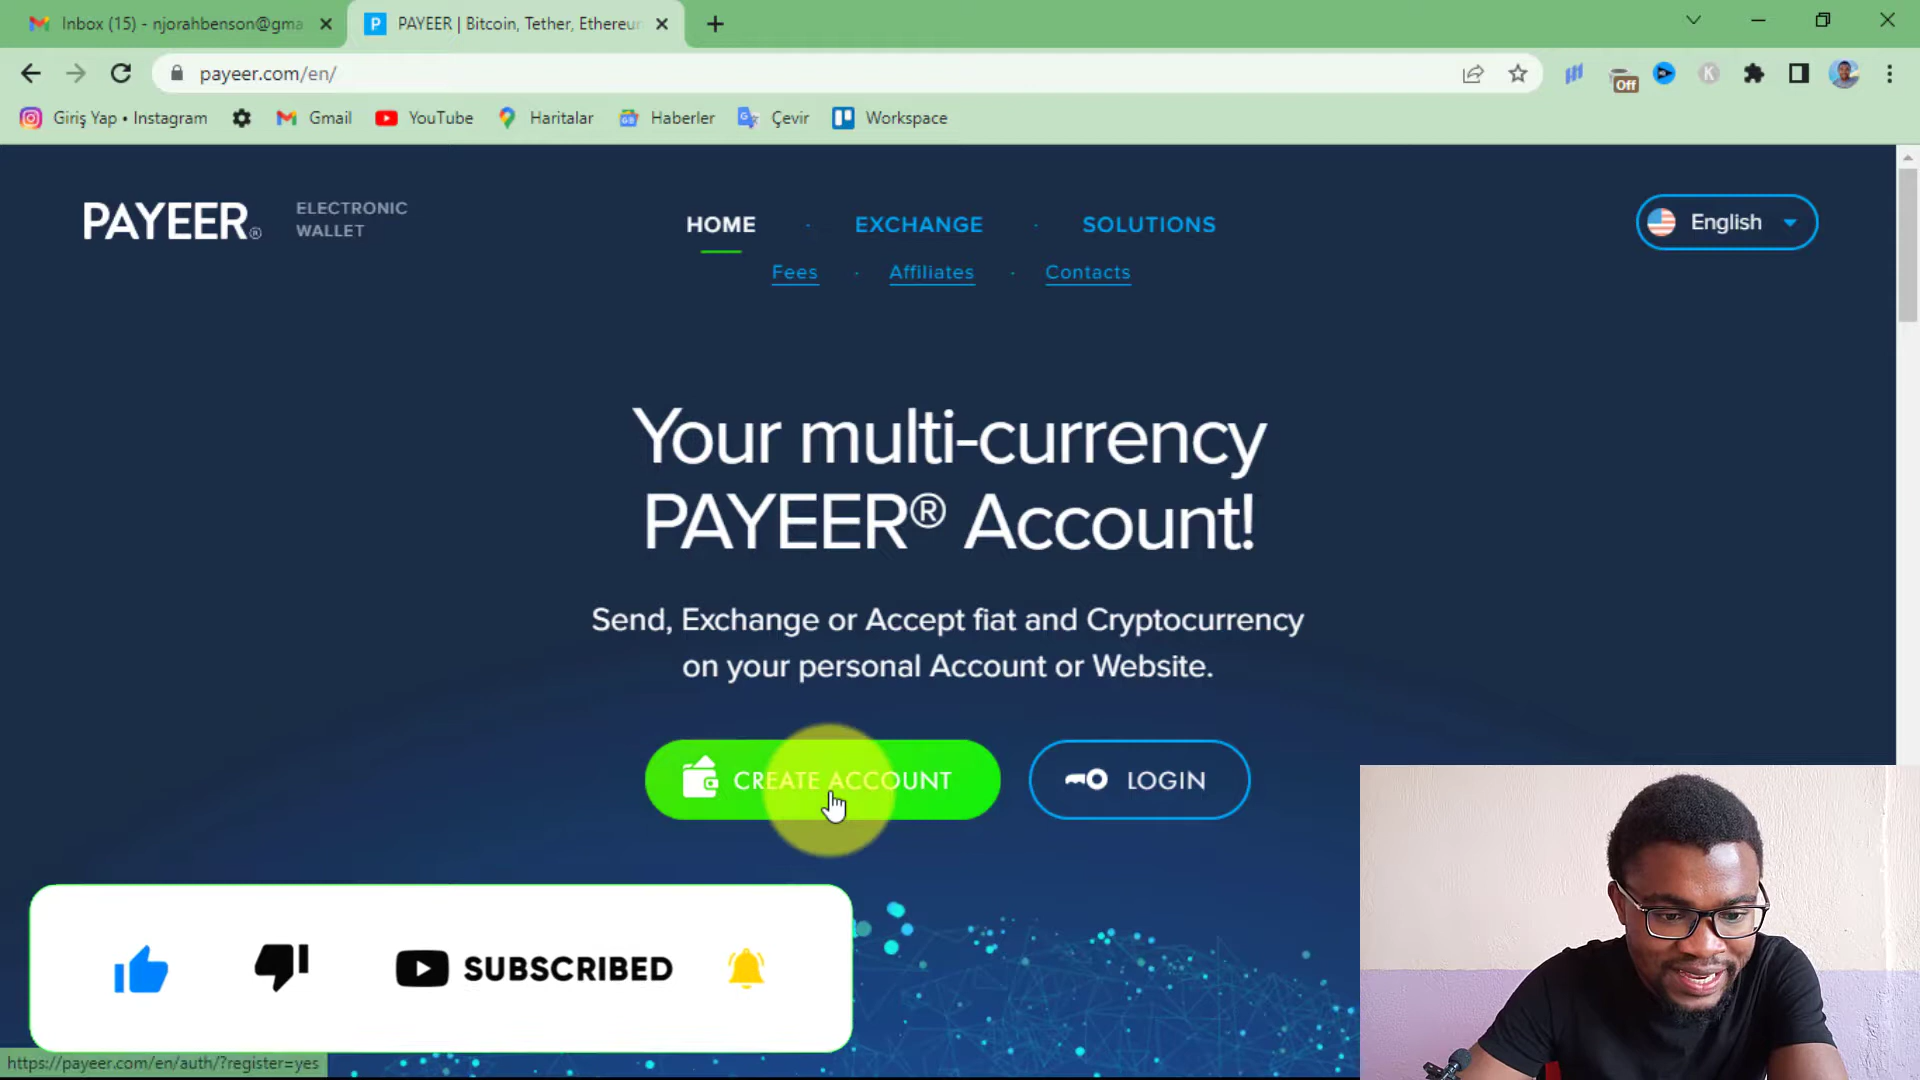 Inbox (15) - njorahbenson@gma
PAYEER | Bitcoin, Tether, Ethereu
payeer.com/en/
Off
K
Giriş Yap • Instagram
Gmail
YouTube
Haritalar
Haberler
Çevir
Workspace
PAYEER®
ELECTRONIC
WALLET
HOME · EXCHANGE · SOLUTIONS
Fees · Affiliates · Contacts
English
Your multi-currency
PAYEER® Account!
Send, Exchange or Accept fiat and Cryptocurrency
on your personal Account or Website.
CREATE ACCOUNT
LOGIN
SUBSCRIBED
https://payeer.com/en/auth/?register=yes